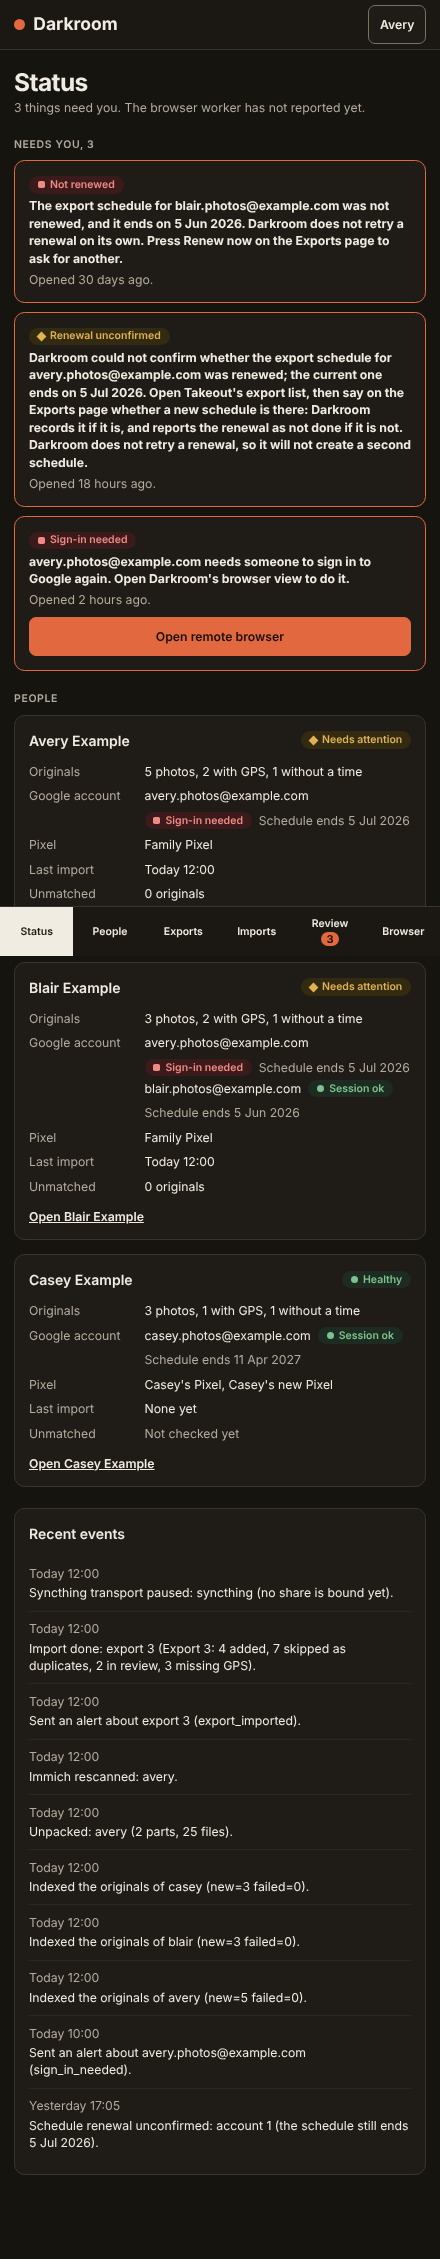 Darkroom
Avery
Status
3 things need you. The browser worker has not reported yet.
NEEDS YOU, 3
Not renewed
The export schedule for blair.photos@example.com was not
renewed, and it ends on 5 Jun 2026. Darkroom does not retry a
renewal on its own. Press Renew now on the Exports page to
ask for another.
Opened 30 days ago.
Renewal unconfirmed
Darkroom could not confirm whether the export schedule for
avery.photos@example.com was renewed; the current one
ends on 5 Jul 2026. Open Takeout's export list, then say on the
Exports page whether a new schedule is there: Darkroom
records it if it is, and reports the renewal as not done if it is not.
Darkroom does not retry a renewal, so it will not create a second
schedule.
Opened 18 hours ago.
Sign-in needed
avery.photos@example.com needs someone to sign in to
Google again. Open Darkroom's browser view to do it.
Opened 2 hours ago.
Open remote browser
PEOPLE
Avery Example
Needs attention
Originals 5 photos, 2 with GPS, 1 without a time
Google account avery.photos@example.com
Sign-in needed Schedule ends 5 Jul 2026
Pixel Family Pixel
Last import Today 12:00
Unmatched 0 originals
Status People Exports Imports Review 3 Browser
Blair Example
Needs attention
Originals 3 photos, 2 with GPS, 1 without a time
Google account avery.photos@example.com
Sign-in needed Schedule ends 5 Jul 2026
blair.photos@example.com Session ok
Schedule ends 5 Jun 2026
Pixel Family Pixel
Last import Today 12:00
Unmatched 0 originals
Open Blair Example
Casey Example
Healthy
Originals 3 photos, 1 with GPS, 1 without a time
Google account casey.photos@example.com Session ok
Schedule ends 11 Apr 2027
Pixel Casey's Pixel, Casey's new Pixel
Last import None yet
Unmatched Not checked yet
Open Casey Example
Recent events
Today 12:00
Syncthing transport paused: syncthing (no share is bound yet).
Today 12:00
Import done: export 3 (Export 3: 4 added, 7 skipped as
duplicates, 2 in review, 3 missing GPS).
Today 12:00
Sent an alert about export 3 (export_imported).
Today 12:00
Immich rescanned: avery.
Today 12:00
Unpacked: avery (2 parts, 25 files).
Today 12:00
Indexed the originals of casey (new=3 failed=0).
Today 12:00
Indexed the originals of blair (new=3 failed=0).
Today 12:00
Indexed the originals of avery (new=5 failed=0).
Today 10:00
Sent an alert about avery.photos@example.com
(sign_in_needed).
Yesterday 17:05
Schedule renewal unconfirmed: account 1 (the schedule still ends
5 Jul 2026).